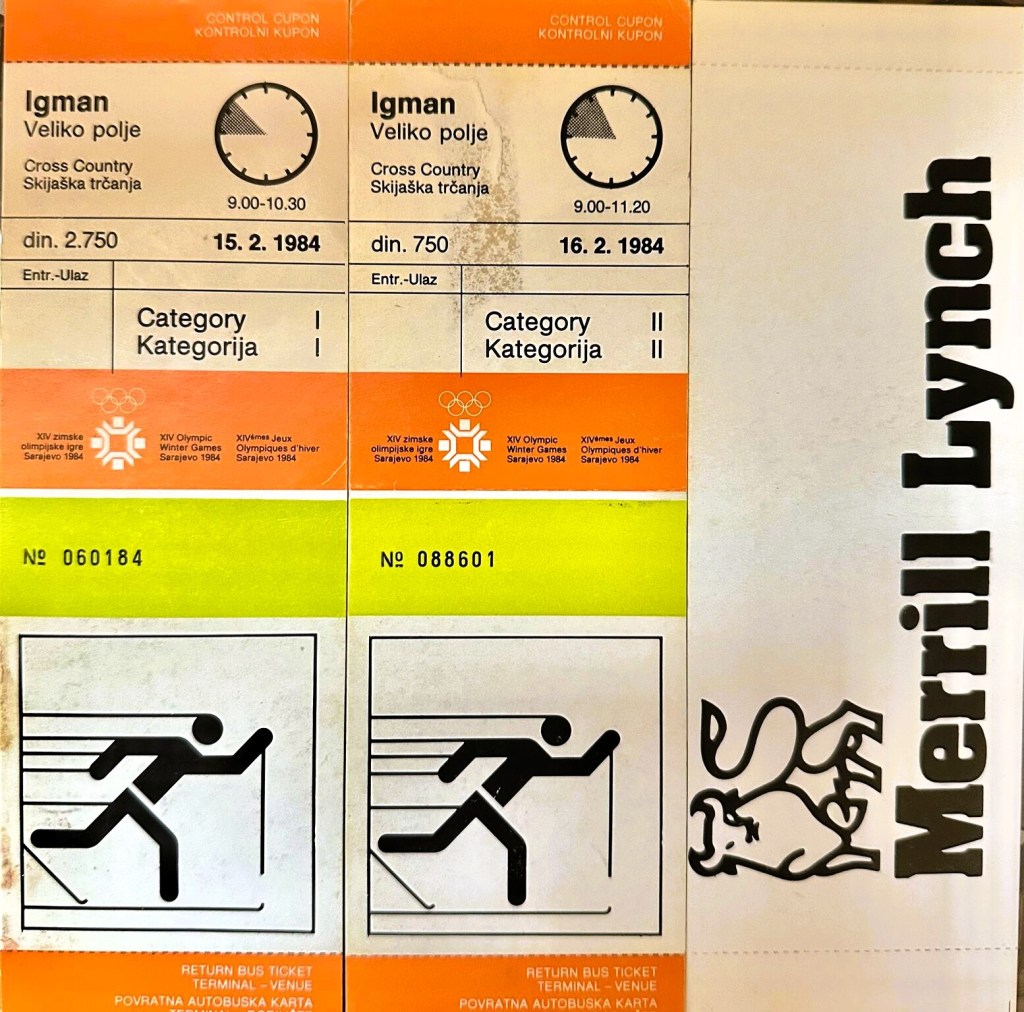 CONTROL CUPON
KONTROLNI KUPON
Igman
Veliko polje
Cross Country
Skijaška trčanja
9.00-10.30
din. 2.750
15. 2. 1984
Entr.-Ulaz
Category I
Kategorija I
XIV zimske
olimpijske igre
Sarajevo 1984
XIV Olympic
Winter Games
Sarajevo 1984
XIVémes Jeux
Olympiques d'hiver
Sarajevo 1984
Nº 060184
RETURN BUS TICKET
TERMINAL – VENUE
POVRATNA AUTOBUSKA KARTA
CONTROL CUPON
KONTROLNI KUPON
Igman
Veliko polje
Cross Country
Skijaška trčanja
9.00-11.20
din. 750
16. 2. 1984
Entr.-Ulaz
Category II
Kategorija II
XIV zimske
olimpijske igre
Sarajevo 1984
XIV Olympic
Winter Games
Sarajevo 1984
XIVémes Jeux
Olympiques d'hiver
Sarajevo 1984
Nº 088601
RETURN BUS TICKET
TERMINAL – VENUE
POVRATNA AUTOBUSKA KARTA
Merrill Lynch